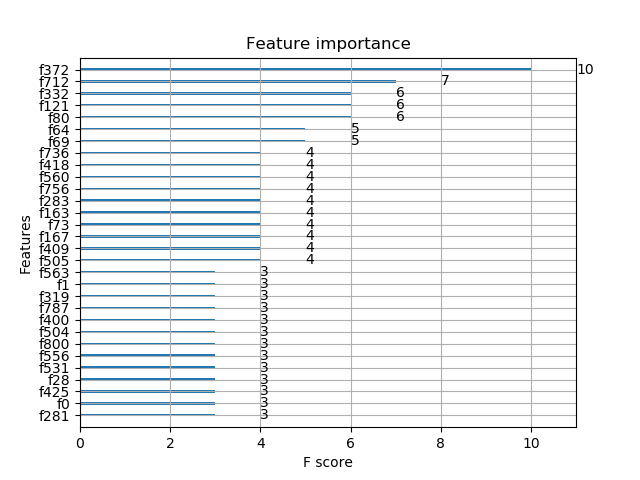 Feature importance
f372 10
f712 7
f332 6
f121 6
f80 6
f64 5
f69 5
f736 4
f418 4
f560 4
f756 4
f283 4
f163 4
f73 4
f167 4
f409 4
f505 4
f563 3
f1 3
f319 3
f787 3
f400 3
f504 3
f800 3
f556 3
f531 3
f28 3
f425 3
f0 3
f281 3
Features
0 2 4 6 8 10
F score